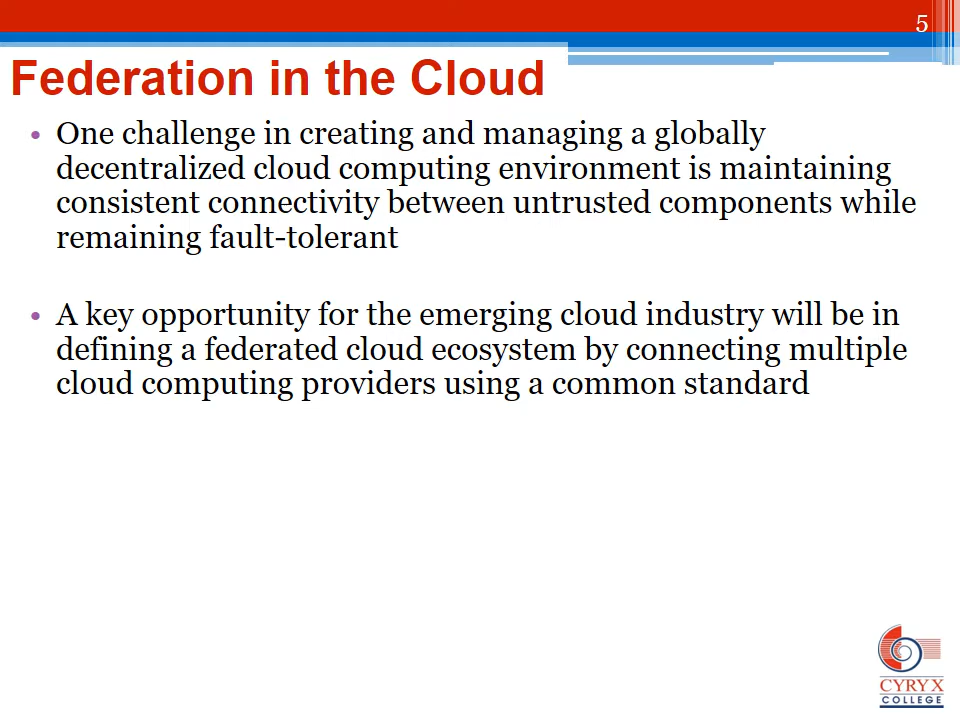 5
Federation in the Cloud
• One challenge in creating and managing a globally
decentralized cloud computing environment is maintaining
consistent connectivity between untrusted components while
remaining fault-tolerant
• A key opportunity for the emerging cloud industry will be in
defining a federated cloud ecosystem by connecting multiple
cloud computing providers using a common standard
CYRYX
COLLEGE